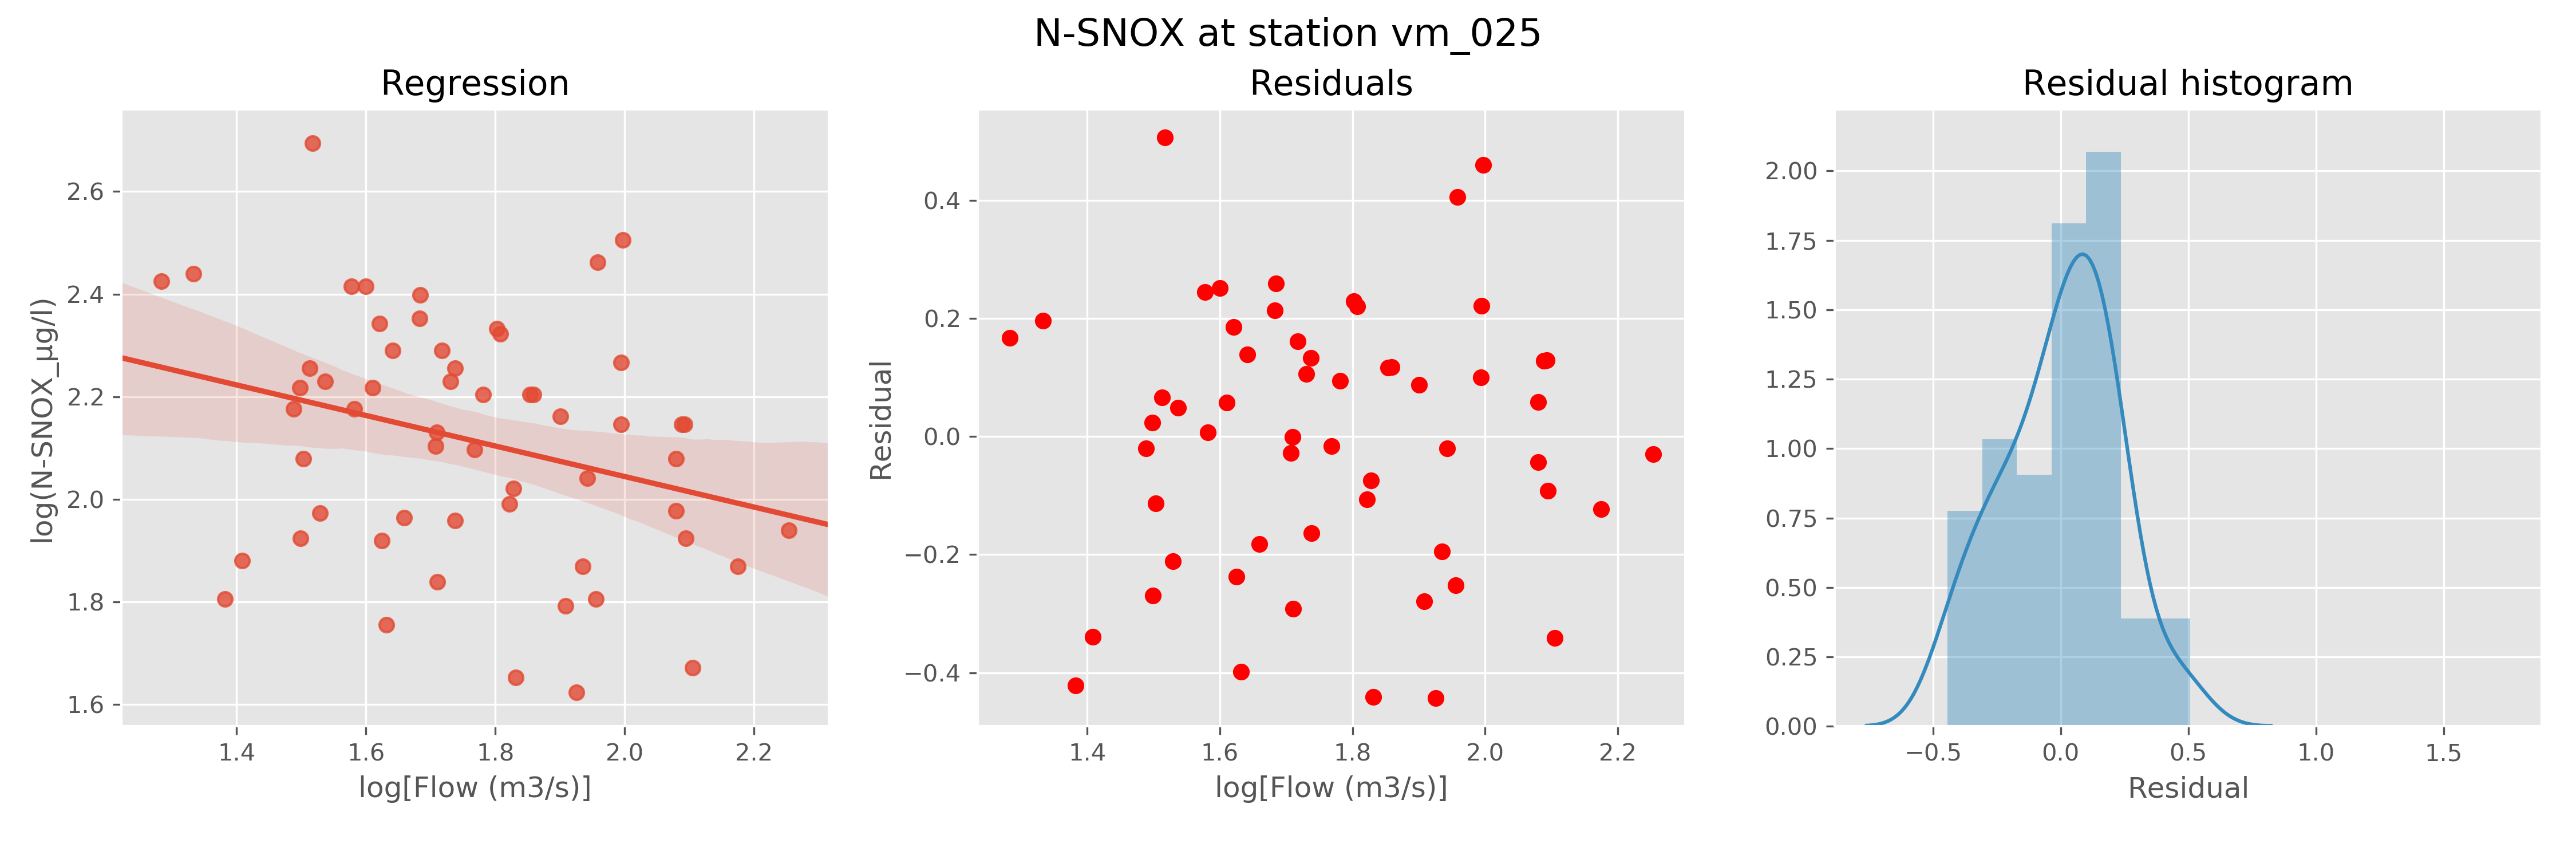 N-SNOX at station vm_025
Regression
2.6
2.4
2.2
2.0
1.8
1.6
log(N-SNOX_µg/l)
1.4 1.6 1.8 2.0 2.2
log[Flow (m3/s)]
Residuals
0.4
0.2
0.0
−0.2
−0.4
Residual
1.4 1.6 1.8 2.0 2.2
log[Flow (m3/s)]
Residual histogram
2.00
1.75
1.50
1.25
1.00
0.75
0.50
0.25
0.00
−0.5 0.0 0.5 1.0 1.5
Residual